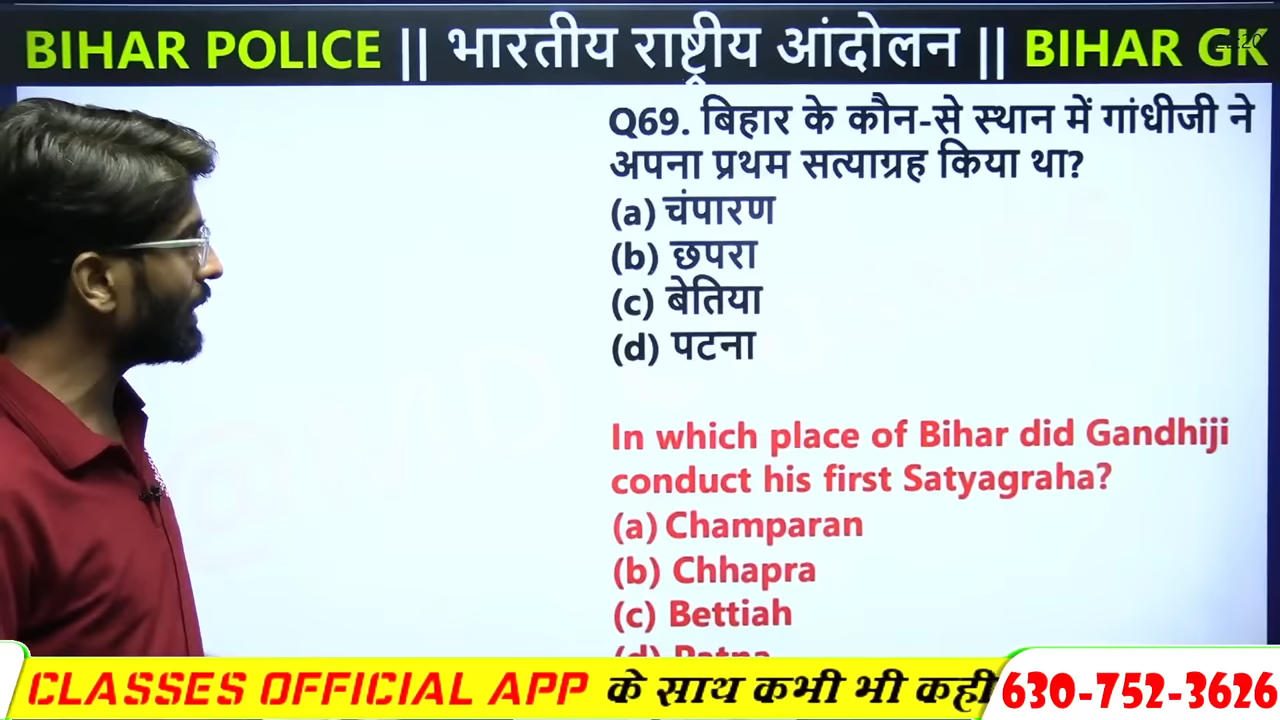 BIHAR POLICE || भारतीय राष्ट्रीय आंदोलन || BIHAR GK
Q69. बिहार के कौन-से स्थान में गांधीजी ने
अपना प्रथम सत्याग्रह किया था?
(a) चंपारण
(b) छपरा
(c) बेतिया
(d) पटना
In which place of Bihar did Gandhiji
conduct his first Satyagraha?
(a) Champaran
(b) Chhapra
(c) Bettiah
(d) Patna
CLASSES OFFICIAL APP के साथ कभी भी कहीं
630-752-3626